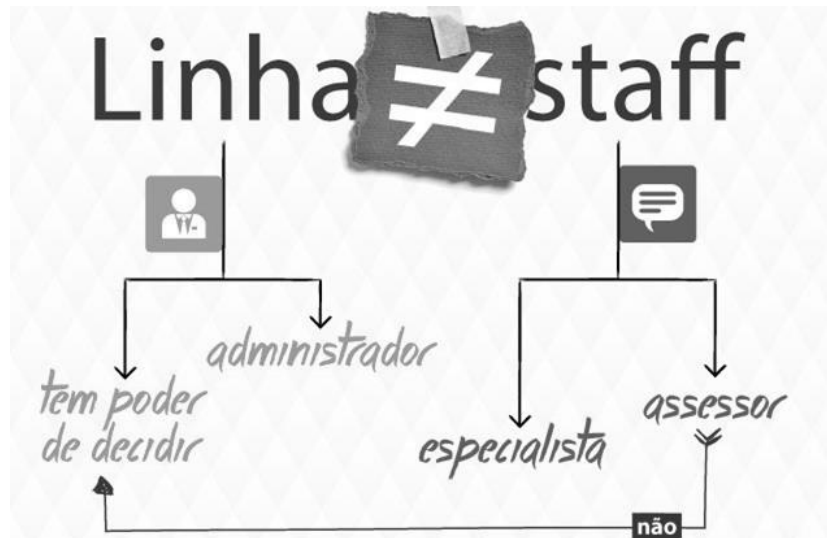 Linha ≠ staff
administrador
tem poder
de decidir
especialista
assessor
não